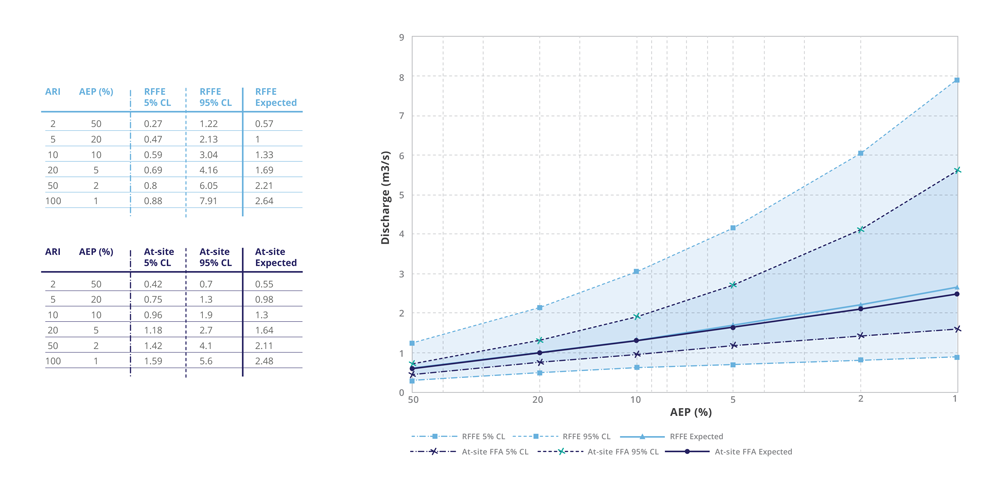 ARI AEP (%) RFFE 5% CL RFFE 95% CL RFFE Expected
2 50 0.27 1.22 0.57
5 20 0.47 2.13 1
10 10 0.59 3.04 1.33
20 5 0.69 4.16 1.69
50 2 0.8 6.05 2.21
100 1 0.88 7.91 2.64
ARI AEP (%) At-site 5% CL At-site 95% CL At-site Expected
2 50 0.42 0.7 0.55
5 20 0.75 1.3 0.98
10 10 0.96 1.9 1.3
20 5 1.18 2.7 1.64
50 2 1.42 4.1 2.11
100 1 1.59 5.6 2.48
Discharge (m3/s)
9
8
7
6
5
4
3
2
1
0
50 20 10 5 2 1
AEP (%)
RFFE 5% CL RFFE 95% CL RFFE Expected
At-site FFA 5% CL At-site FFA 95% CL At-site FFA Expected